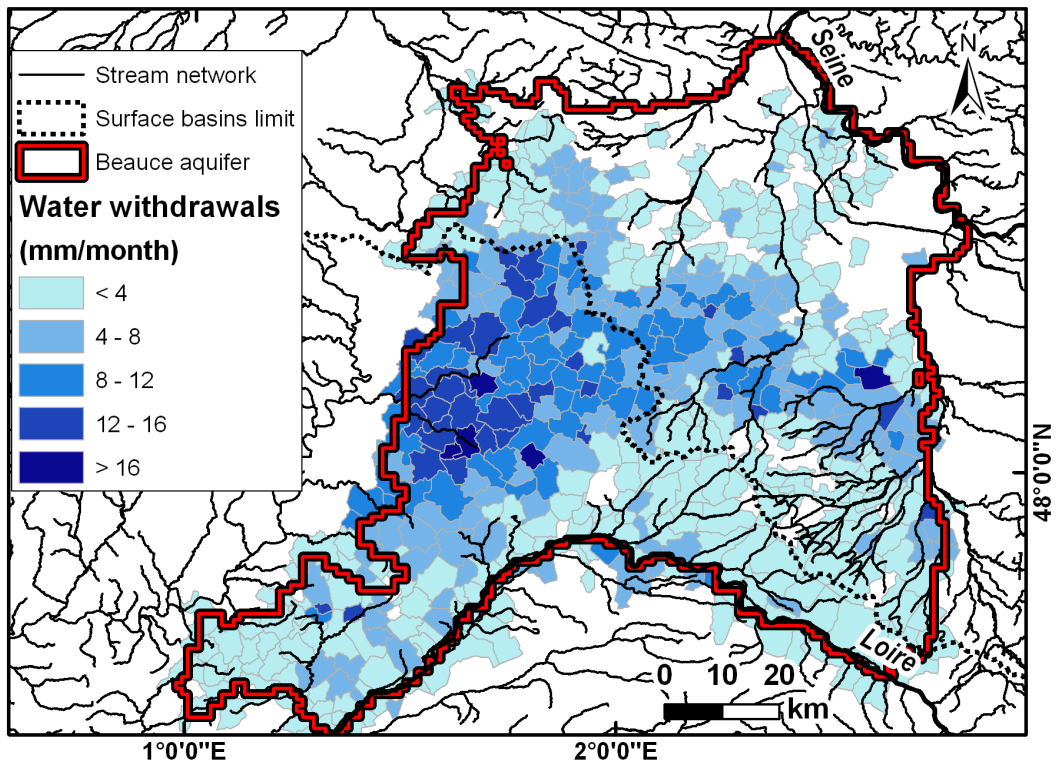 Seine
N
Stream network
Surface basins limit
Beauce aquifer
Water withdrawals
(mm/month)
< 4
4 - 8
8 - 12
12 - 16
> 16
48°0'0"N
Loire
0 10 20
km
1°0'0"E
2°0'0"E